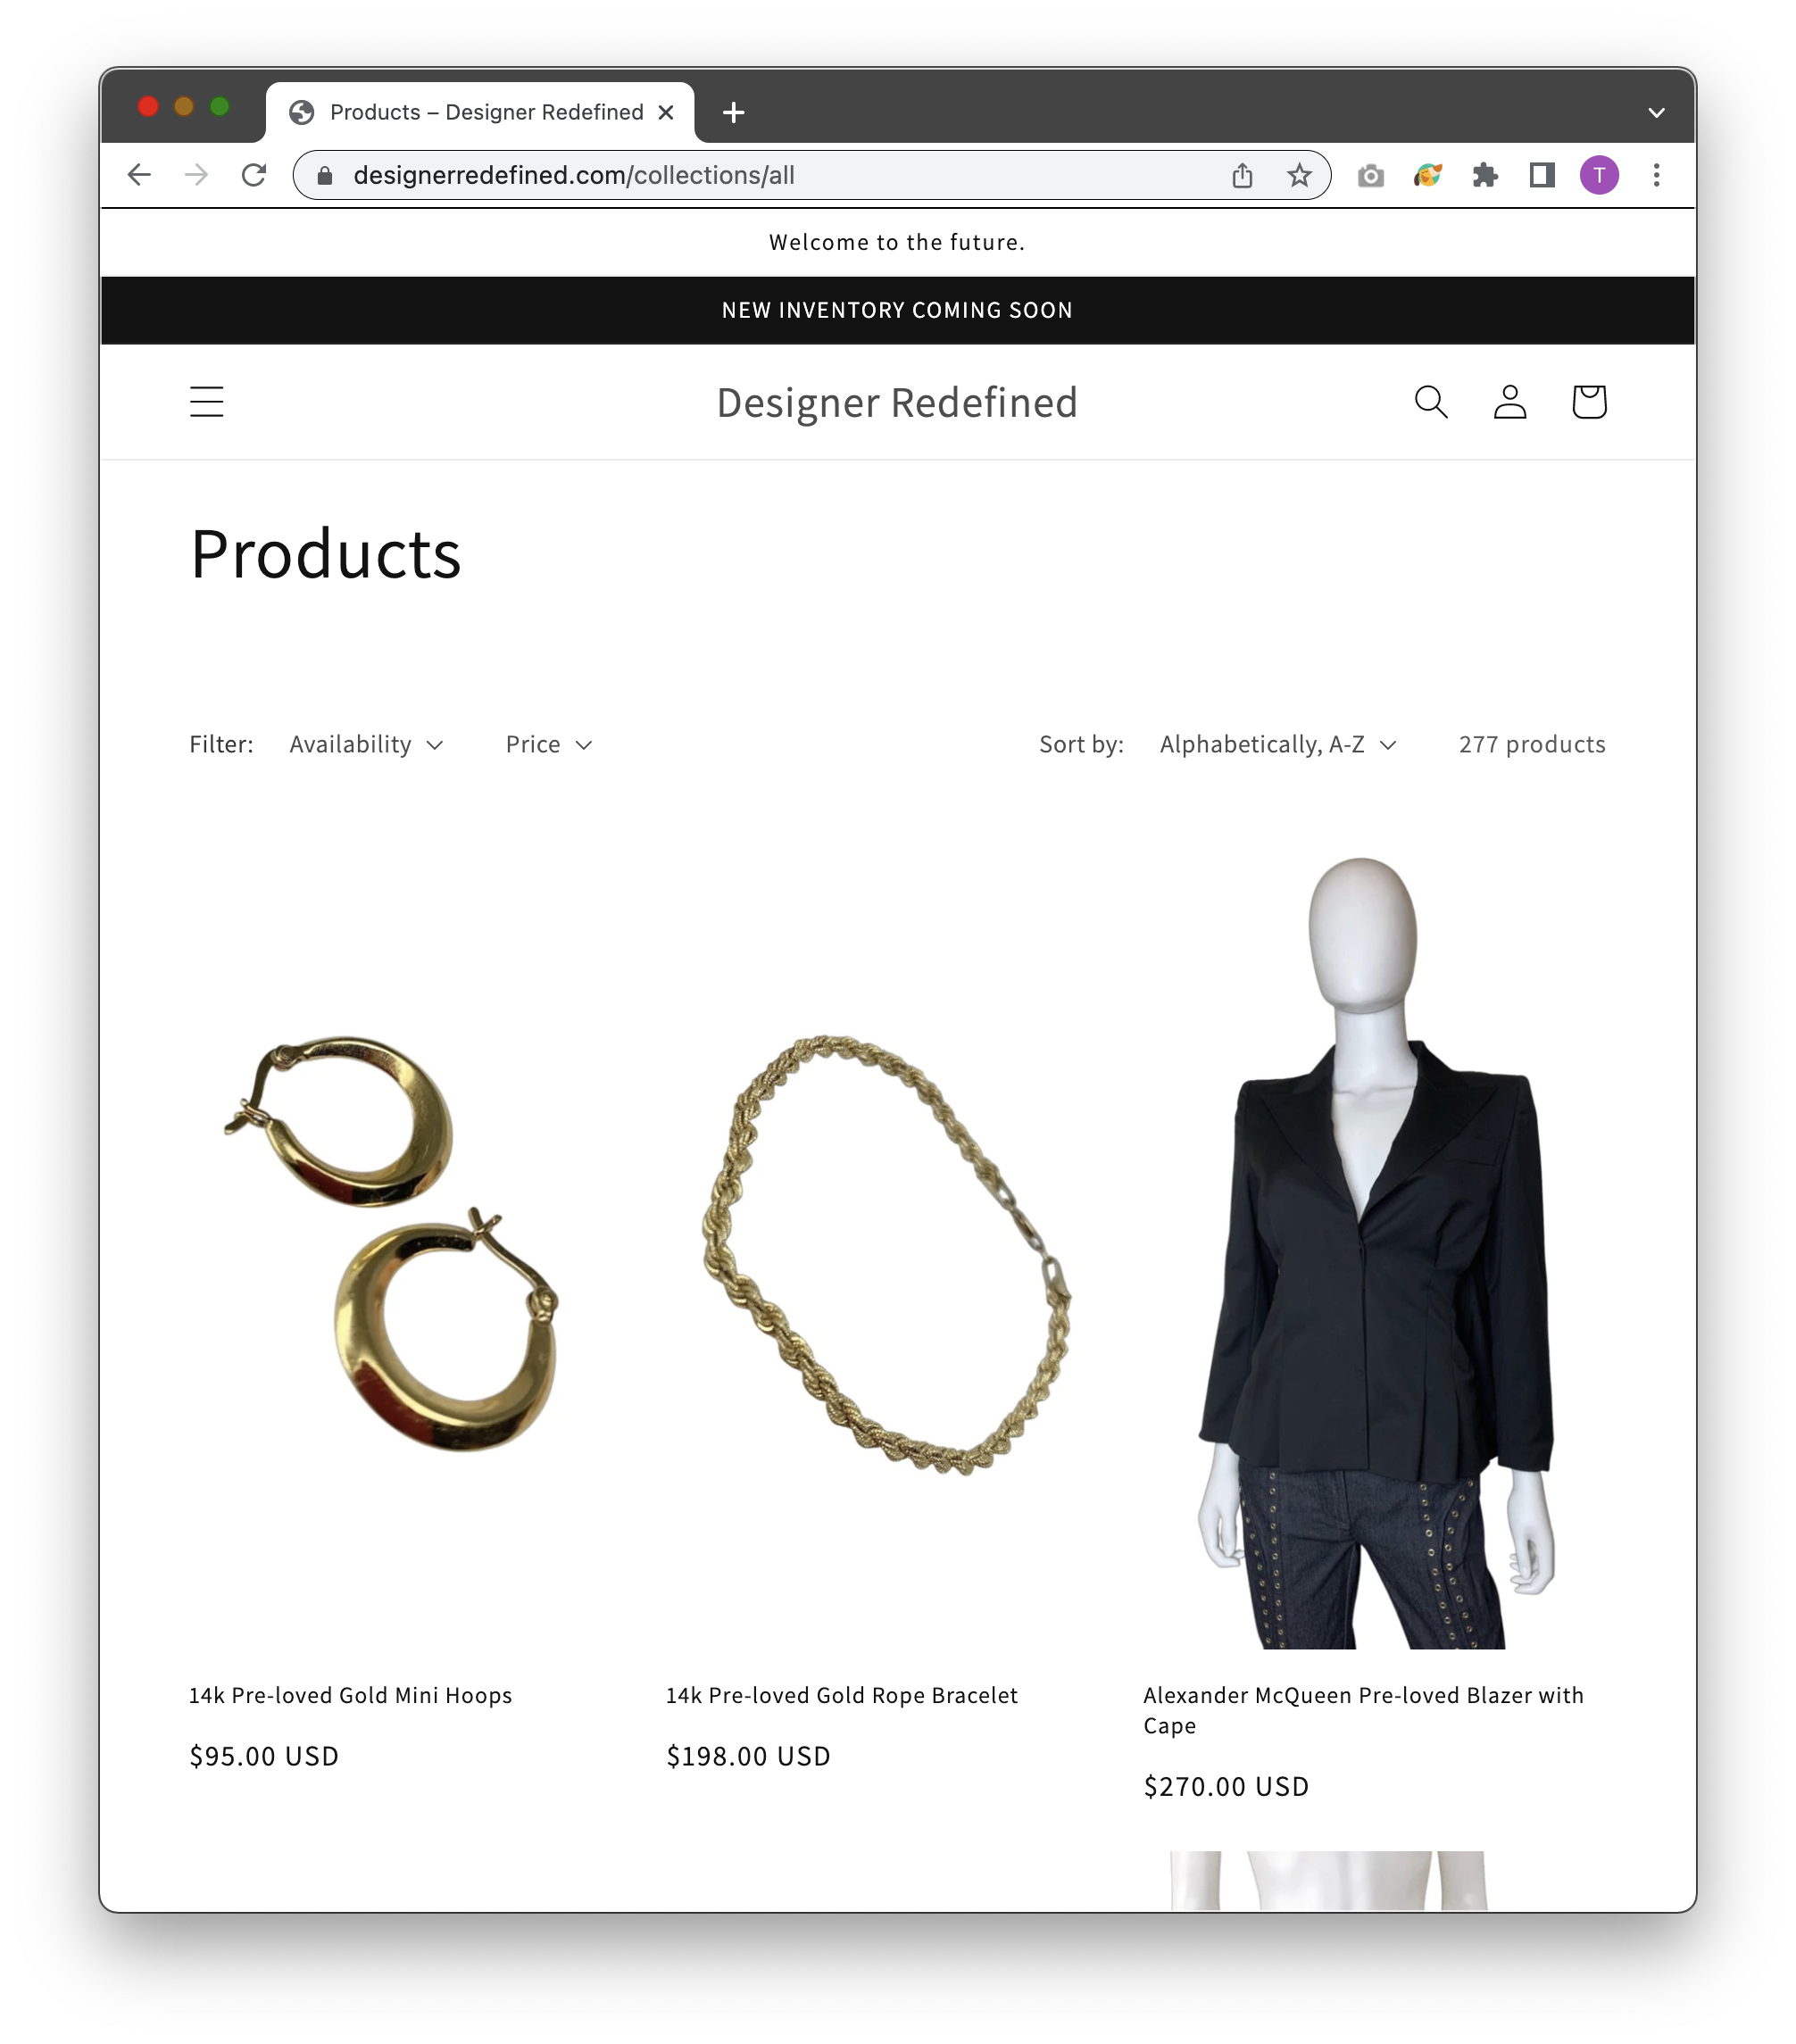 Products – Designer Redefined
designerredefined.com/collections/all
T
Welcome to the future.
NEW INVENTORY COMING SOON
Designer Redefined
Products
Filter: Availability Price Sort by: Alphabetically, A-Z 277 products
14k Pre-loved Gold Mini Hoops
$95.00 USD
14k Pre-loved Gold Rope Bracelet
$198.00 USD
Alexander McQueen Pre-loved Blazer with
Cape
$270.00 USD